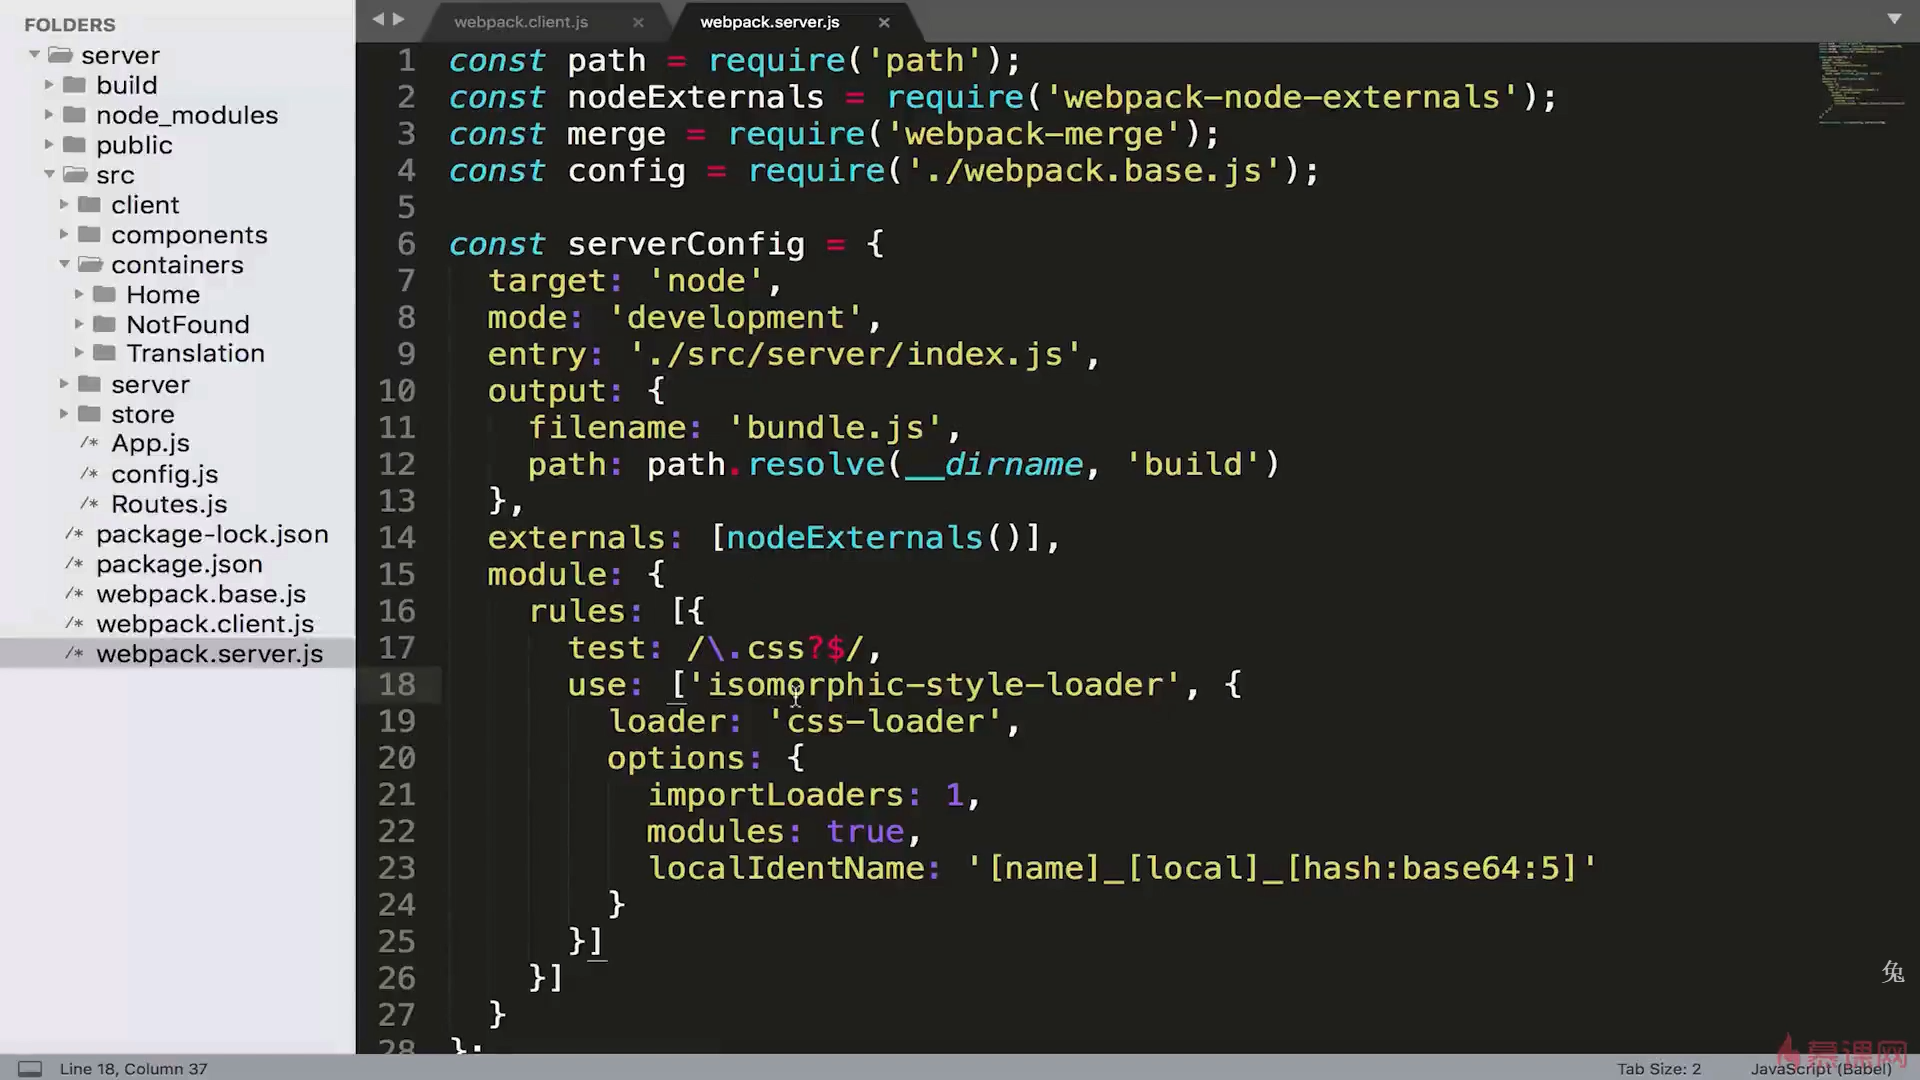 FOLDERS
server
build
node_modules
public
src
client
components
containers
Home
NotFound
Translation
server
store
/* App.js
/* config.js
/* Routes.js
/* package-lock.json
/* package.json
/* webpack.base.js
/* webpack.client.js
/* webpack.server.js
webpack.client.js ×
webpack.server.js ×
1 const path = require('path');
2 const nodeExternals = require('webpack-node-externals');
3 const merge = require('webpack-merge');
4 const config = require('./webpack.base.js');
5
6 const serverConfig = {
7 target: 'node',
8 mode: 'development',
9 entry: './src/server/index.js',
10 output: {
11 filename: 'bundle.js',
12 path: path.resolve(__dirname, 'build')
13 },
14 externals: [nodeExternals()],
15 module: {
16 rules: [{
17 test: /\.css?$/,
18 use: ['isomorphic-style-loader', {
19 loader: 'css-loader',
20 options: {
21 importLoaders: 1,
22 modules: true,
23 localIdentName: '[name]_[local]_[hash:base64:5]'
24 }
25 }]
26 }]
27 }
28 };
兔
慕课网
Line 18, Column 37
Tab Size: 2
JavaScript (Babel)